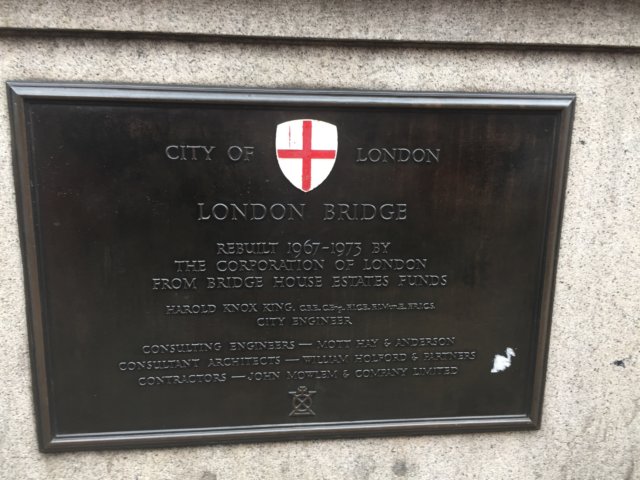 CITY OF LONDON
LONDON BRIDGE
REBUILT 1967-1973 BY
THE CORPORATION OF LONDON
FROM BRIDGE HOUSE ESTATES FUNDS
HAROLD KNOX KING, F.R.I.C.S.
CITY ENGINEER
CONSULTING ENGINEERS — MOTT HAY & ANDERSON
CONSULTANT ARCHITECTS — WILLIAM HOLFORD & PARTNERS
CONTRACTORS — JOHN MOWLEM & COMPANY LIMITED